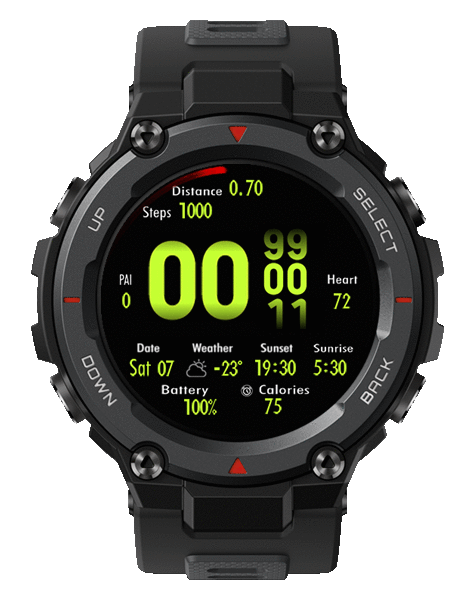 Distance 0.70
Steps 1000
UP
SELECT
99
00 00
11
PAI
0
Heart
72
Date Weather Sunset Sunrise
Sat 07 -23° 19:30 5:30
Battery Calories
100% 75
DOWN
BACK